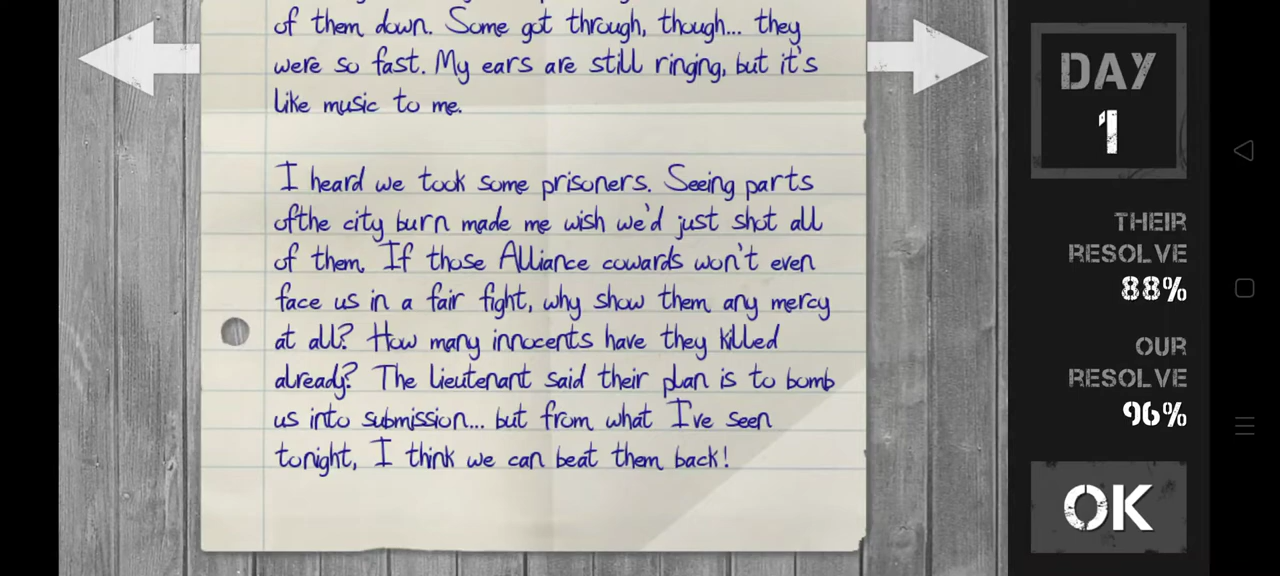 of them down. Some got through, though... they
were so fast. My ears are still ringing, but it's
like music to me.
I heard we took some prisoners. Seeing parts
ofthe city burn made me wish we'd just shot all
of them. If those Alliance cowards won't even
face us in a fair fight, why show them any mercy
at all? How many innocents have they killed
already? The Lieutenant said their plan is to bomb
us into submission... but from what I've seen
tonight, I think we can beat them back!
DAY
1
THEIR
RESOLVE
88%
OUR
RESOLVE
96%
OK